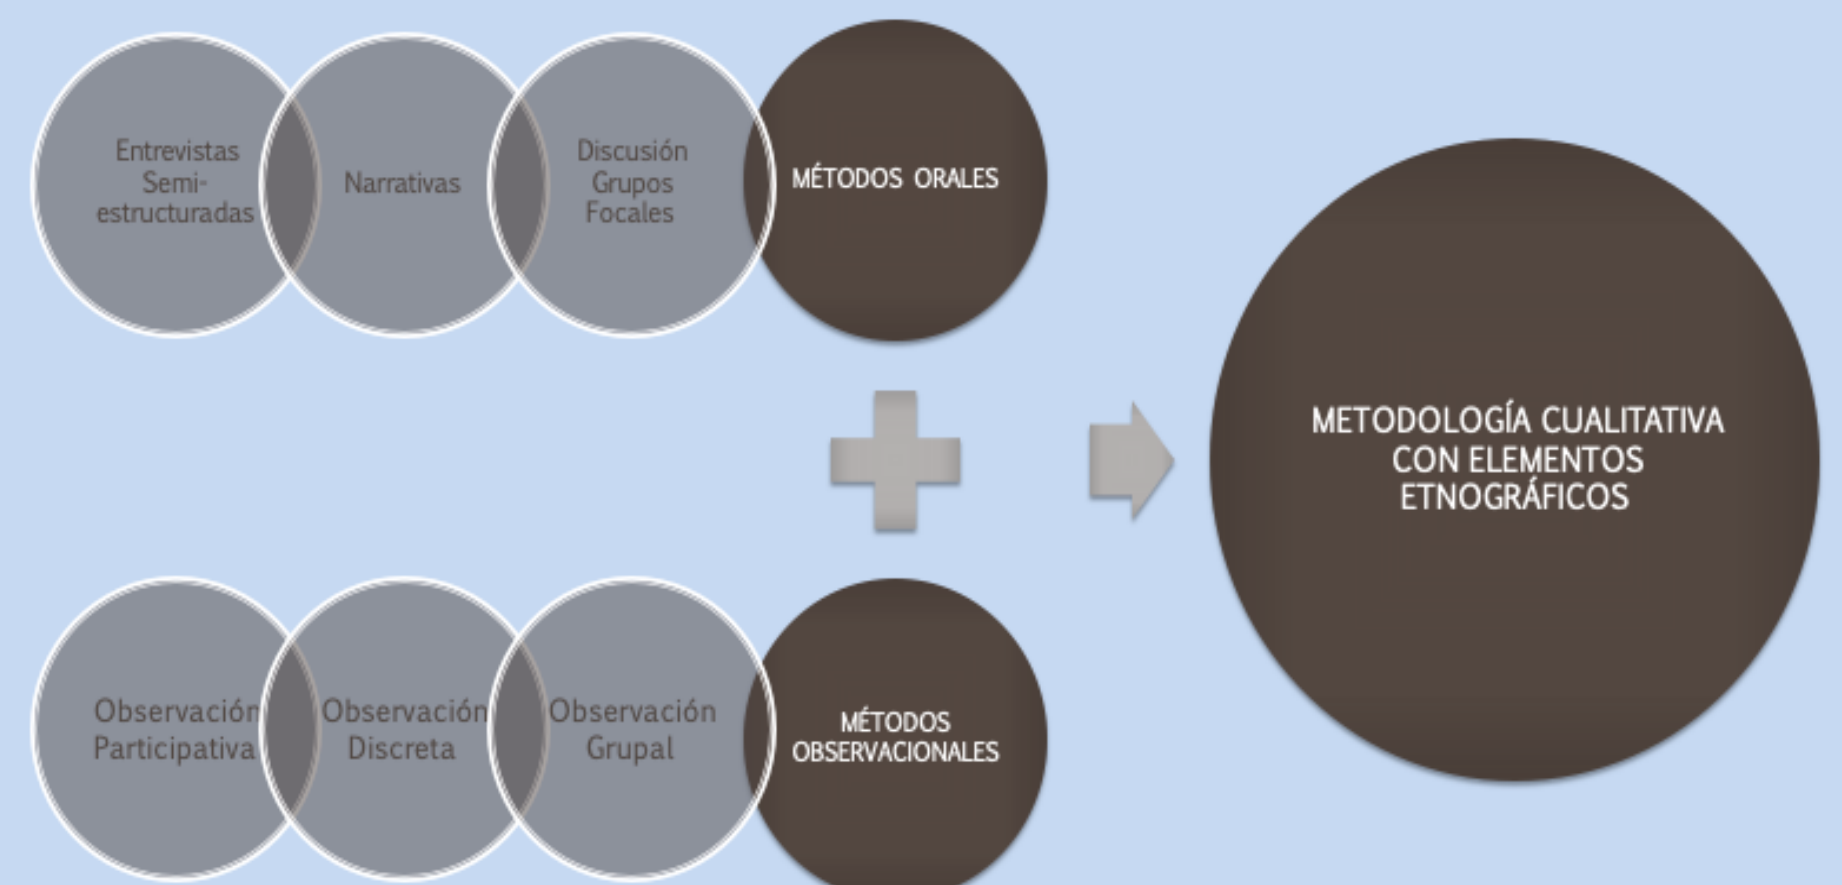 Entrevistas
Semi-
estructuradas
Narrativas
Discusión
Grupos
Focales
MÉTODOS ORALES
METODOLOGÍA CUALITATIVA
CON ELEMENTOS
ETNOGRÁFICOS
Observación
Participativa
Observación
Discreta
Observación
Grupal
MÉTODOS
OBSERVACIONALES